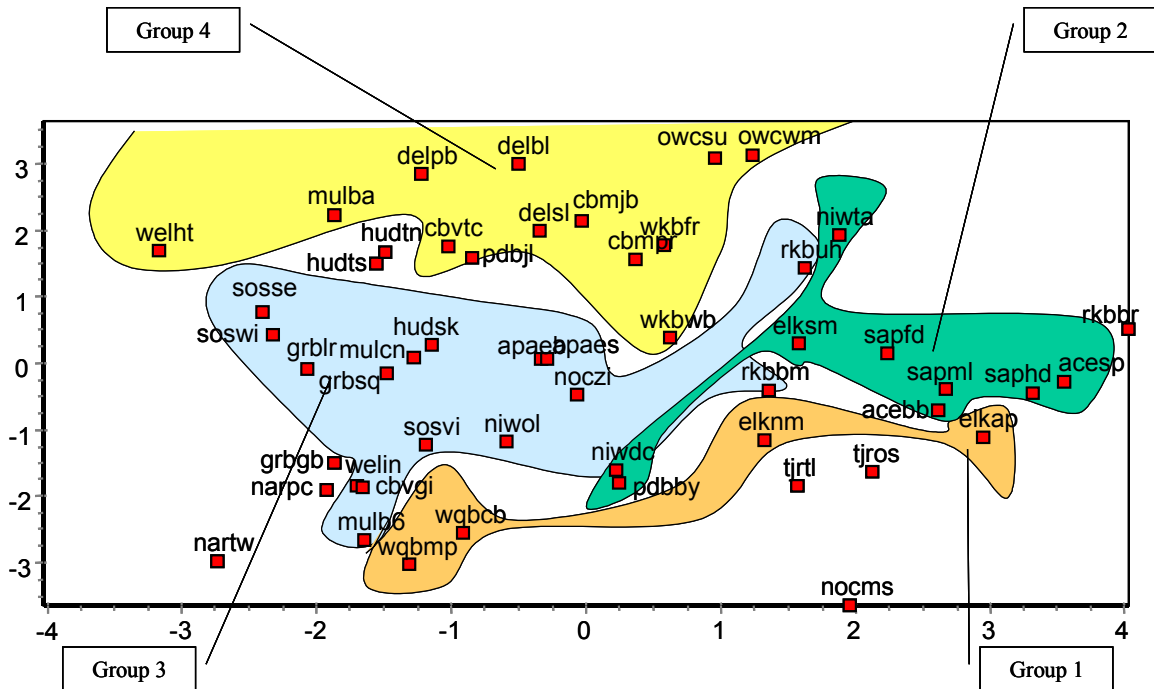 Group 4
Group 2
owcsu
owcwm
delbl
delpb
3
mulba
cbmjb
delsl
niwta
welht
hudtn
cbvtc
wkbfr
2
cbmpr
pdbjl
rkbuh
hudts
1
sosse
wkbwb
rkbbr
soswi
hudsk
elksm
sapfd
grblr
mulcn
apaeb
apaes
acesp
0
grbsq
noczi
rkbbm
sapml
saphd
acebb
sosvi
niwol
elknm
elkap
-1
grbgb
welin
niwdc
tjrtl
tjros
narpc
cbvgi
pdbby
-2
mulb6
wqbcb
nartw
wqbmp
-3
nocms
-4
-3
-2
-1
0
1
2
3
4
Group 3
Group 1